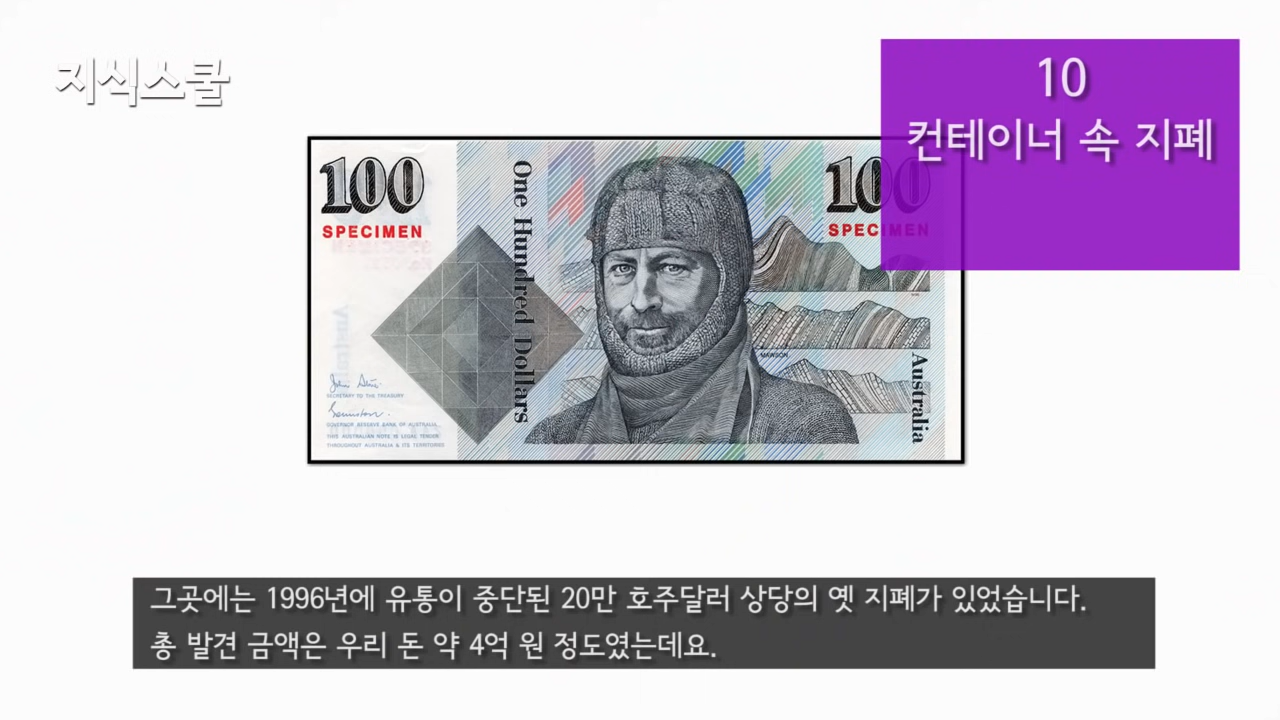 지식스쿨
10
컨테이너 속 지폐
100
SPECIMEN
One Hundred Dollars
100
SPECIMEN
MAWSON
Australia
SECRETARY TO THE TREASURY
GOVERNOR RESERVE BANK OF AUSTRALIA
THIS AUSTRALIAN NOTE IS LEGAL TENDER
THROUGHOUT AUSTRALIA & ITS TERRITORIES
그곳에는 1996년에 유통이 중단된 20만 호주달러 상당의 옛 지폐가 있었습니다.
총 발견 금액은 우리 돈 약 4억 원 정도였는데요.